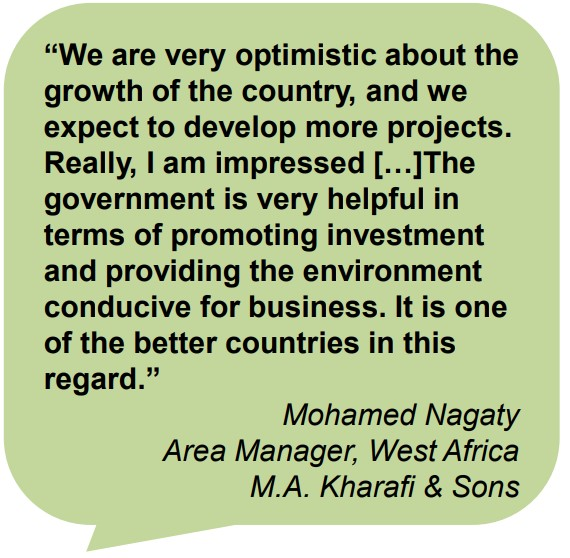 “We are very optimistic about the
growth of the country, and we
expect to develop more projects.
Really, I am impressed […]The
government is very helpful in
terms of promoting investment
and providing the environment
conducive for business. It is one
of the better countries in this
regard.”
Mohamed Nagaty
Area Manager, West Africa
M.A. Kharafi & Sons